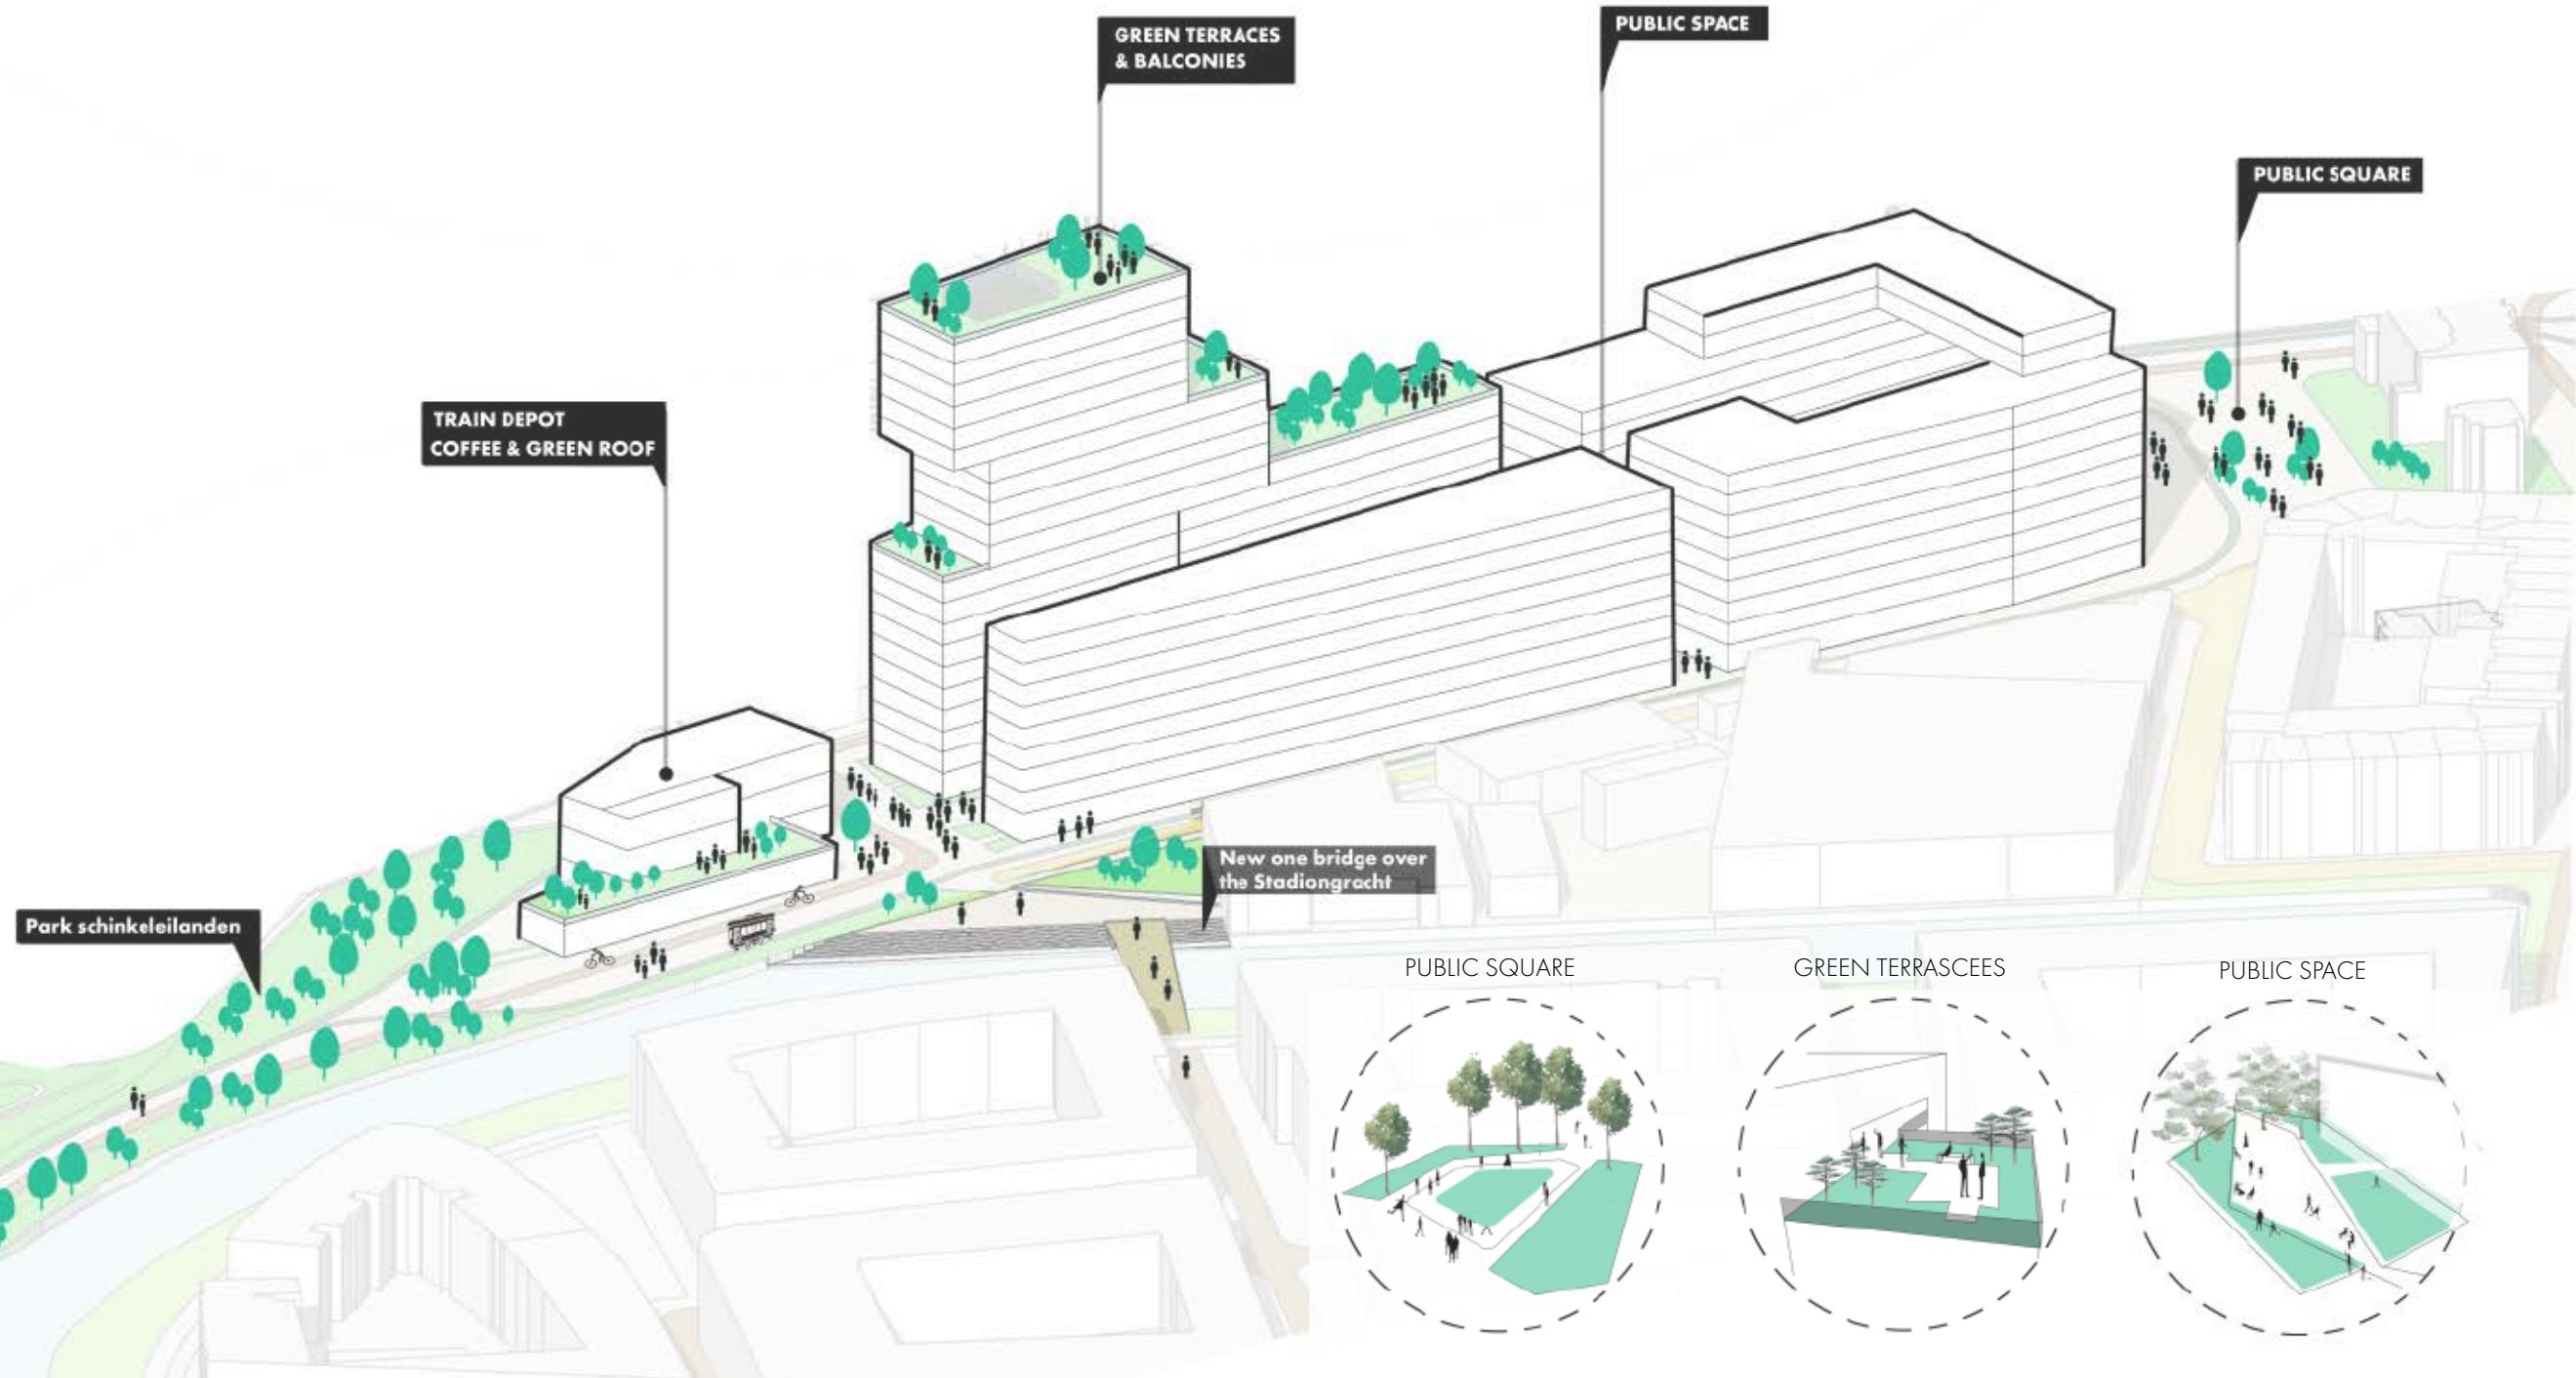 GREEN TERRACES
& BALCONIES
PUBLIC SPACE
PUBLIC SQUARE
TRAIN DEPOT
COFFEE & GREEN ROOF
New one bridge over
the Stadiongracht
Park schinkeleilanden
PUBLIC SQUARE
GREEN TERRASCEES
PUBLIC SPACE